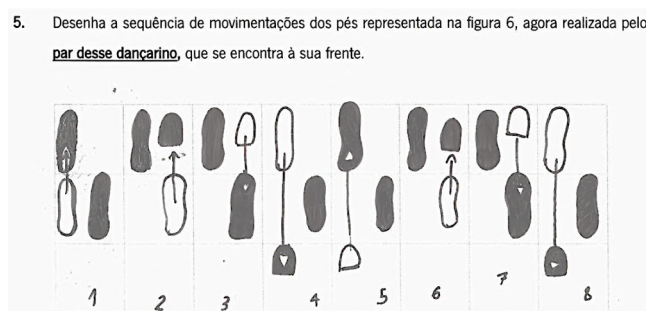 5. Desenha a sequência de movimentações dos pés representada na figura 6, agora realizada pelo
par desse dançarino, que se encontra à sua frente.
1 2 3 4 5 6 7 8